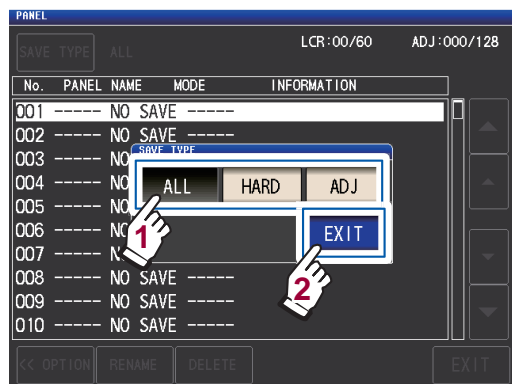 PANEL
SAVE TYPE ALL LCR:00/60 ADJ:000/128
No. PANEL NAME MODE INFORMATION
001 ----- NO SAVE -----
002 ----- NO SAVE -----
003 ----- NO
SAVE TYPE
004 ----- NO
ALL HARD ADJ
005 ----- NO
006 ----- NO
EXIT
1
007 -----
008 ----- NO SAVE -----
2
009 ----- NO SAVE -----
010 ----- NO SAVE -----
<< OPTION RENAME DELETE EXIT